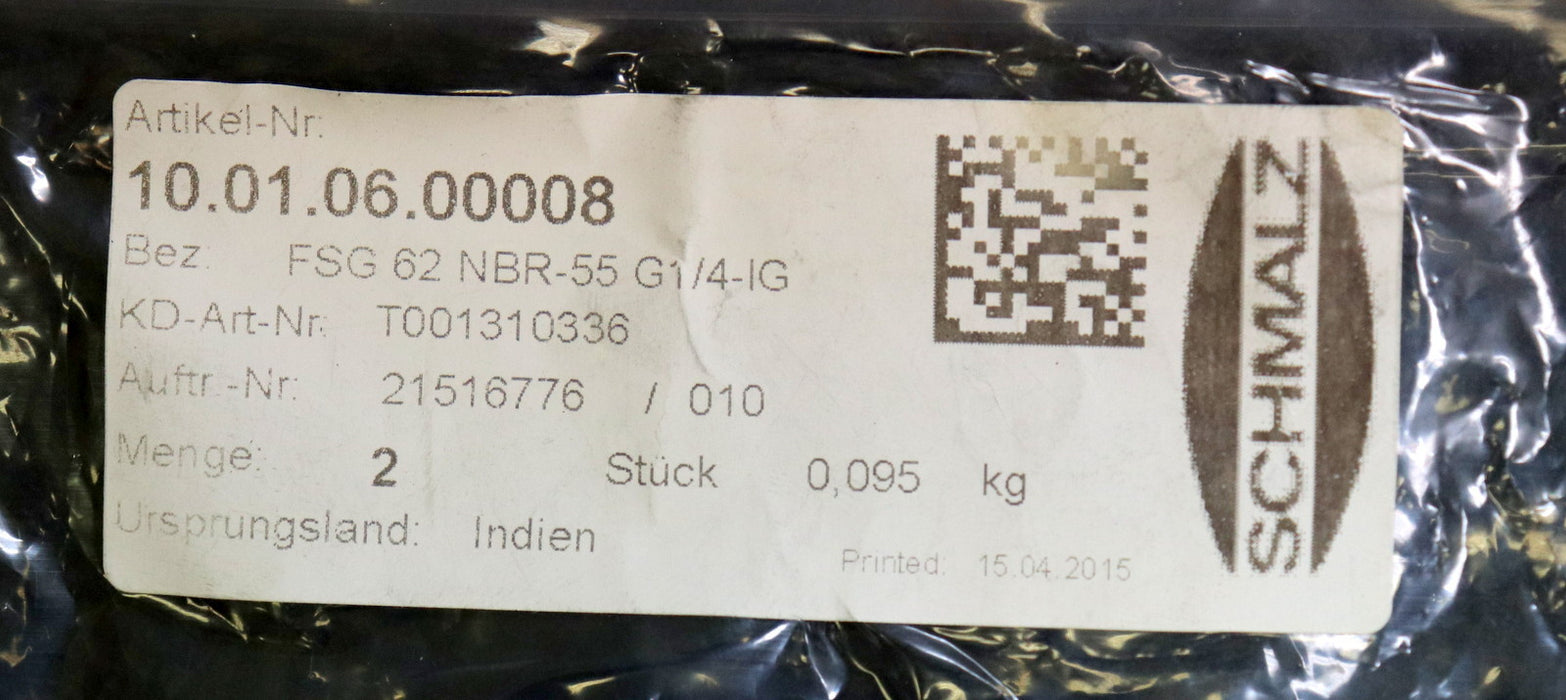 Artikel-Nr:
10.01.06.00008
Bez: FSG 62 NBR-55 G1/4-IG
KD-Art-Nr: T001310336
Auftr.-Nr: 21516776 / 010
Menge: 2 Stück 0,095 kg
Ursprungsland: Indien
Printed: 15.04.2015
SCHMALZ